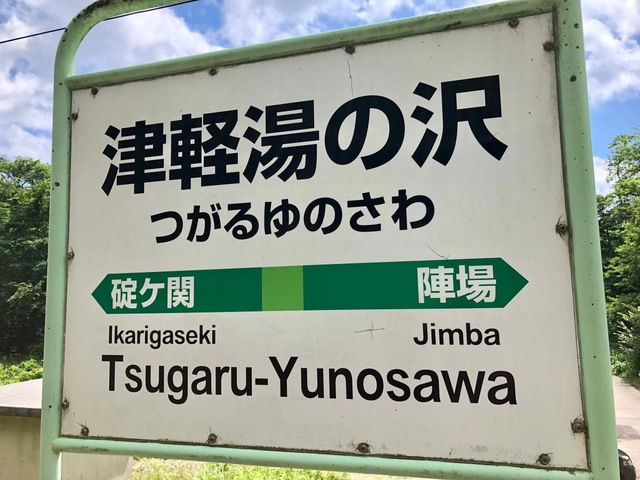 津軽湯の沢
つがるゆのさわ
碇ケ関 陣場
Ikarigaseki Jimba
Tsugaru-Yunosawa